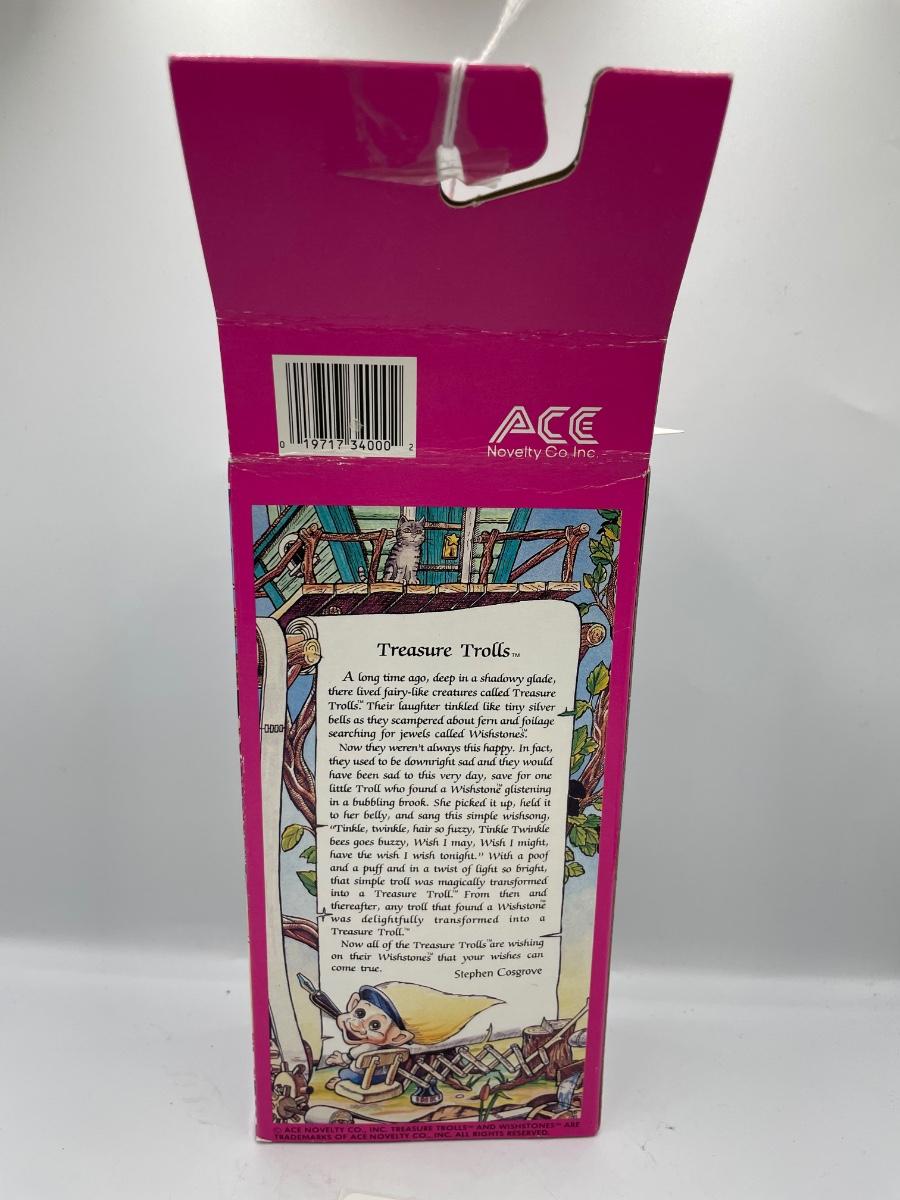 0 19717 34000 2
ACE
Novelty Co. Inc.
Treasure Trolls™
A long time ago, deep in a shadowy glade,
there lived fairy-like creatures called Treasure
Trolls.™ Their laughter tinkled like tiny silver
bells as they scampered about fern and foilage
searching for jewels called Wishstones™.
Now they weren't always this happy. In fact,
they used to be downright sad and they would
have been sad to this very day, save for one
little Troll who found a Wishstone™ glistening
in a bubbling brook. She picked it up, held it
to her belly, and sang this simple wishsong,
"Tinkle, twinkle, hair so fuzzy, Tinkle Twinkle
bees goes buzzy, Wish I may, Wish I might,
have the wish I wish tonight." With a poof
and a puff and in a twist of light so bright,
that simple troll was magically transformed
into a Treasure Troll.™ From then and
thereafter, any troll that found a Wishstone™
was delightfully transformed into a
Treasure Troll.™
Now all of the Treasure Trolls™ are wishing
on their Wishstones™ that your wishes can
come true.
Stephen Cosgrove
INK
© ACE NOVELTY CO., INC. TREASURE TROLLS™ AND WISHSTONES™ ARE
TRADEMARKS OF ACE NOVELTY CO., INC. ALL RIGHTS RESERVED.